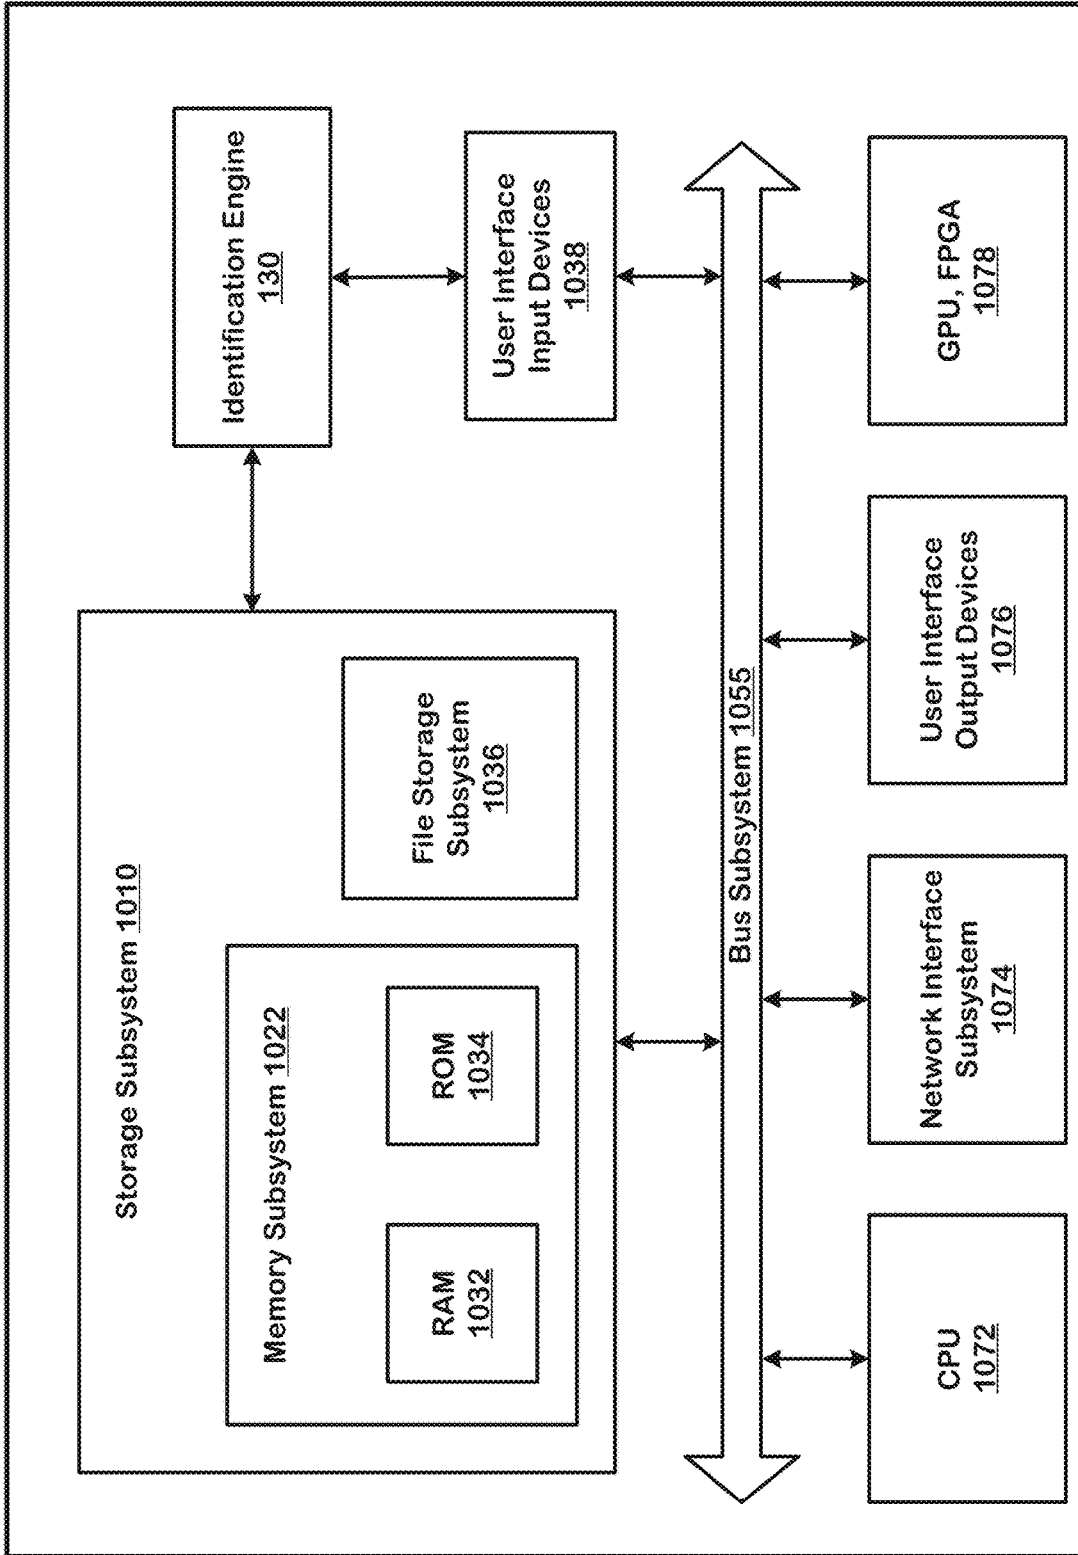 Storage Subsystem 1010
Memory Subsystem 1022
RAM
1032
ROM
1034
File Storage
Subsystem
1036
Identification Engine
130
User Interface
Input Devices
1038
Bus Subsystem 1055
CPU
1072
Network Interface
Subsystem
1074
User Interface
Output Devices
1076
GPU, FPGA
1078